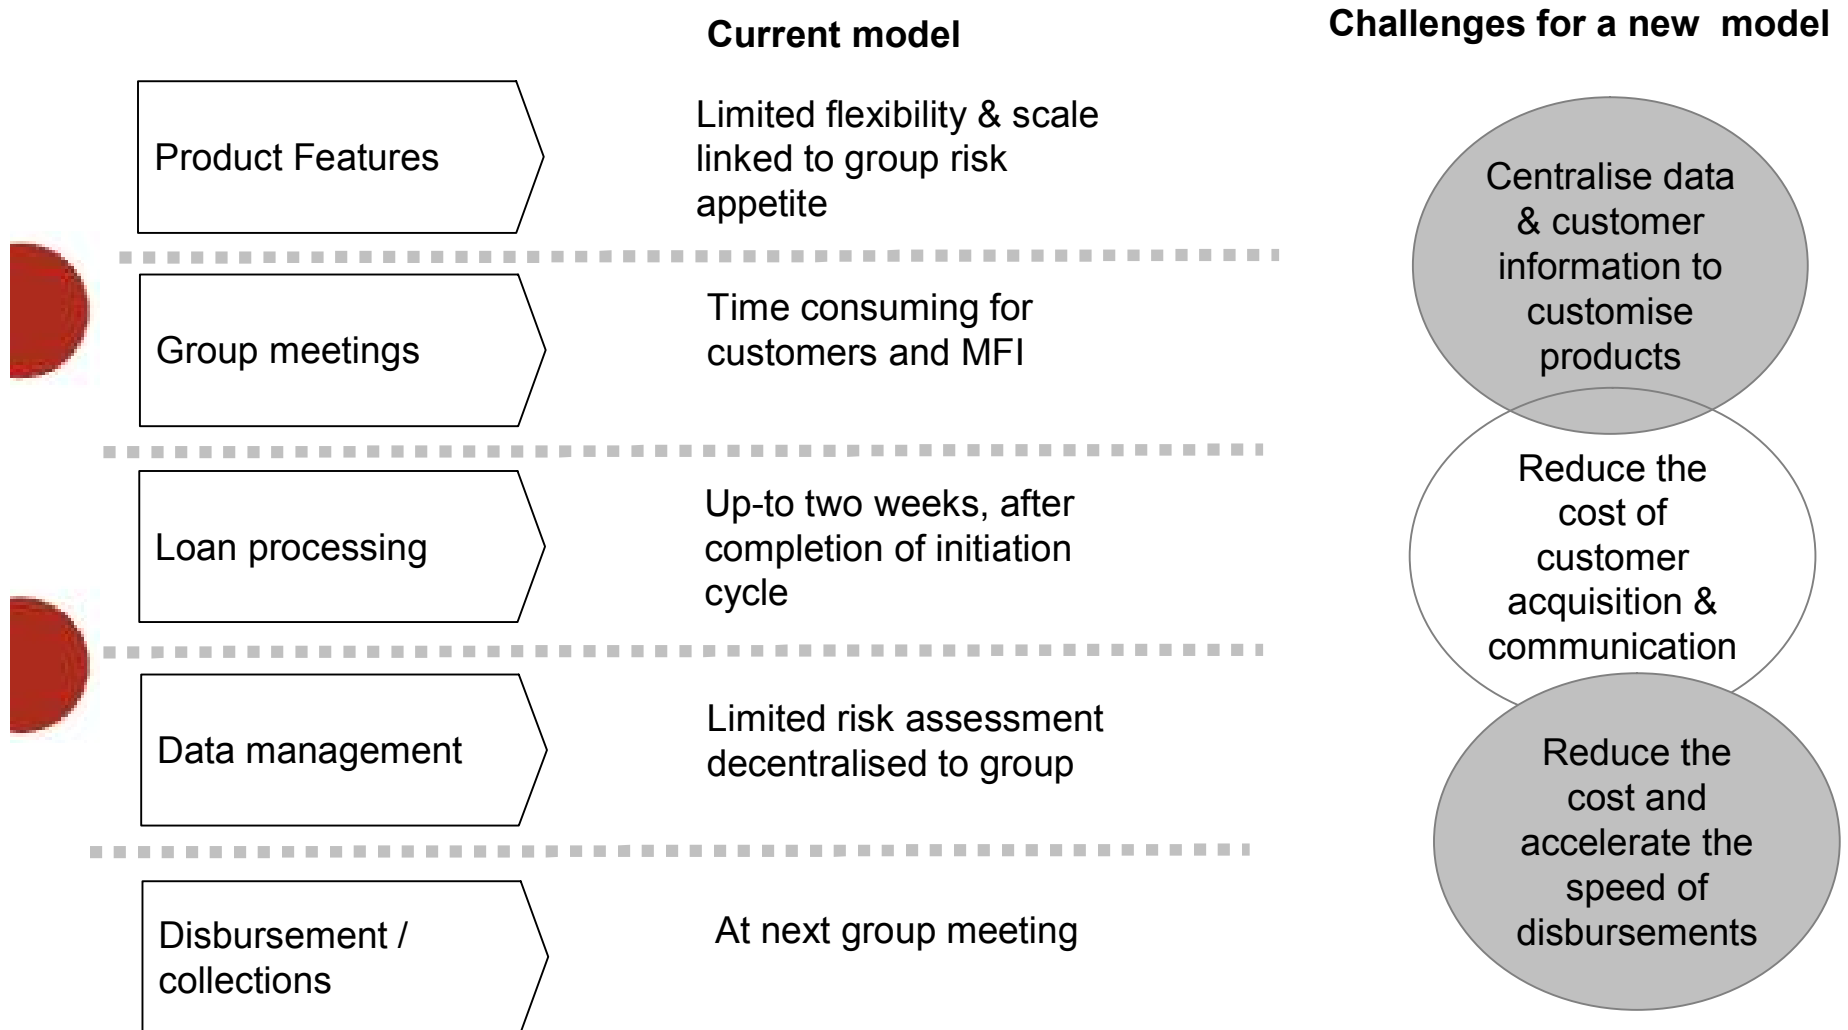 Current model
Challenges for a new model
Product Features
Limited flexibility & scale
linked to group risk
appetite
Group meetings
Time consuming for
customers and MFI
Loan processing
Up-to two weeks, after
completion of initiation
cycle
Data management
Limited risk assessment
decentralised to group
Disbursement /
collections
At next group meeting
Centralise data
& customer
information to
customise
products
Reduce the
cost of
customer
acquisition &
communication
Reduce the
cost and
accelerate the
speed of
disbursements